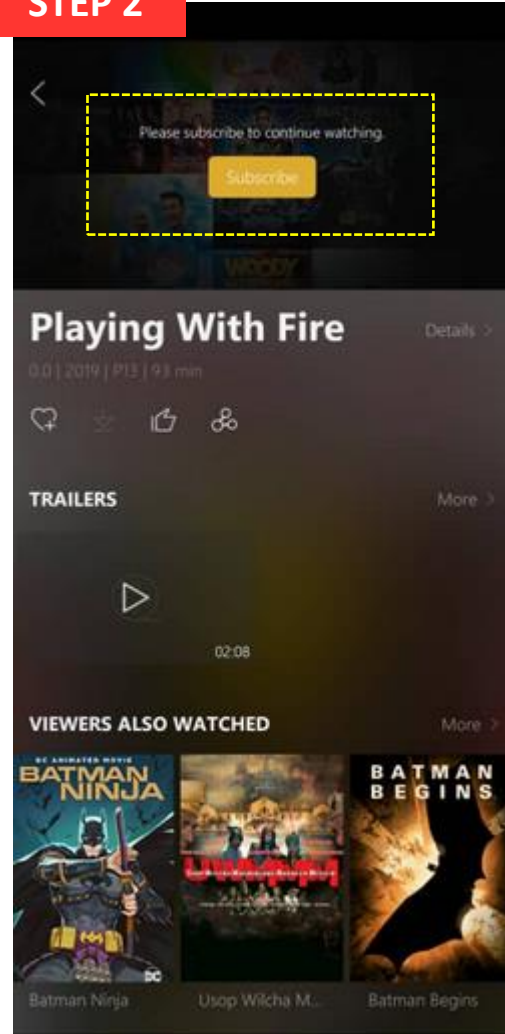 STEP 2
Please subscribe to continue watching.
Subscribe
WOODY
Playing With Fire
Details >
0.0 | 2019 | P13 | 93 min
TRAILERS
More >
02:08
VIEWERS ALSO WATCHED
More >
DC ANIMATED MOVIE
BATMAN
NINJA
DC
BATMAN
BEGINS
Batman Ninja
Usop Wilcha M...
Batman Begins